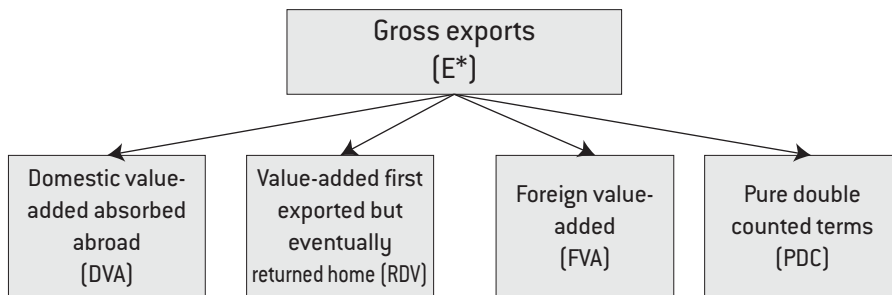 Gross exports
(E*)
Domestic value-
added absorbed
abroad
(DVA)
Value-added first
exported but
eventually
returned home (RDV)
Foreign value-
added
(FVA)
Pure double
counted terms
(PDC)